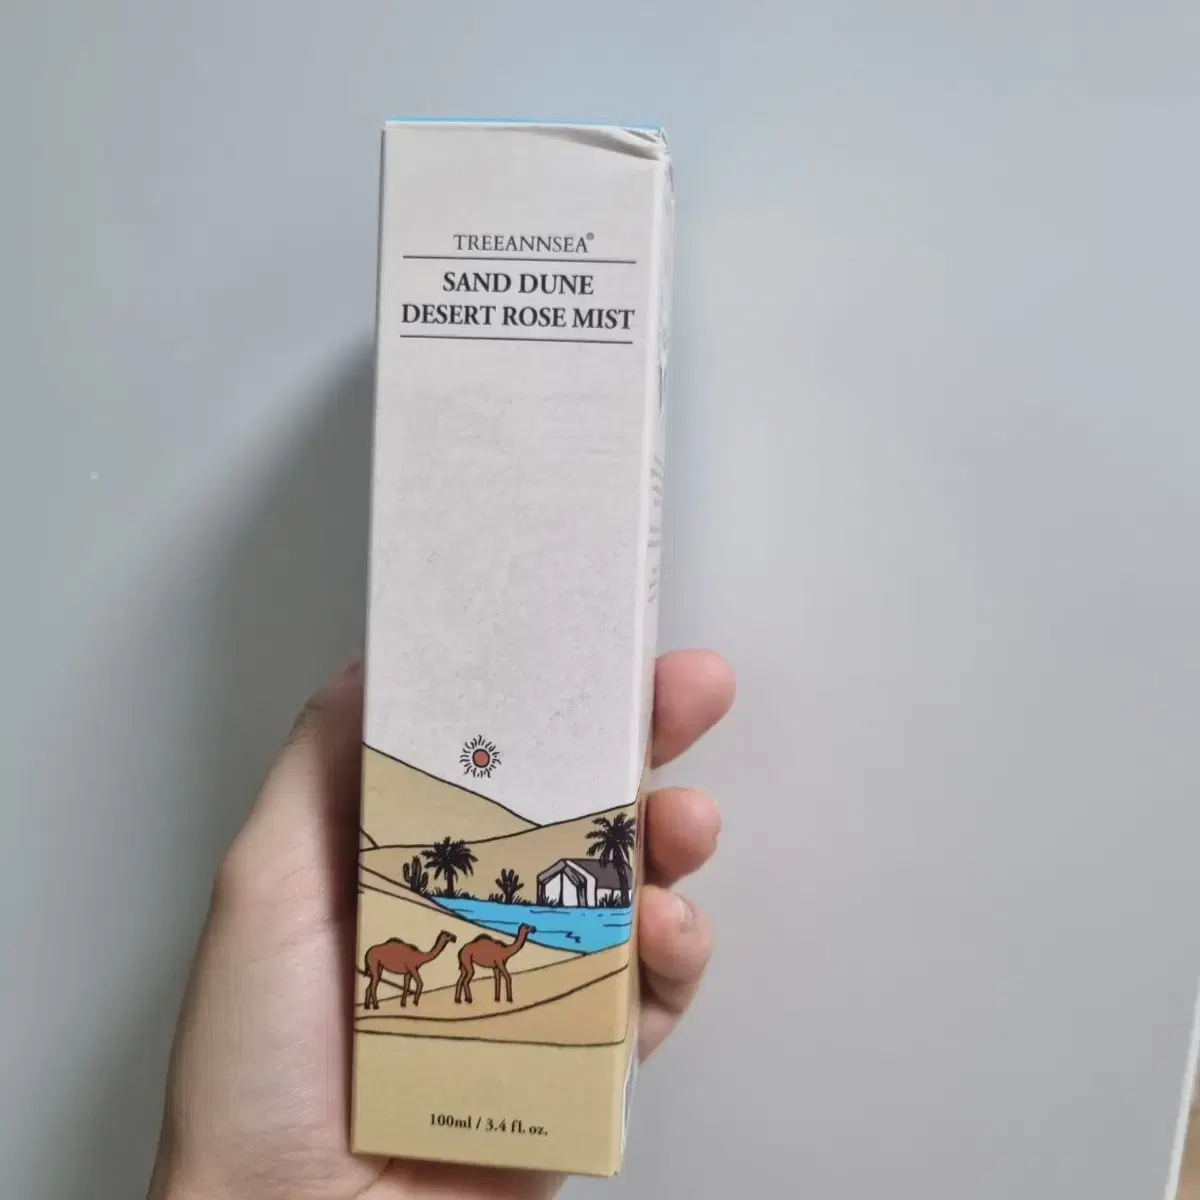 TREEANNSEA®
SAND DUNE
DESERT ROSE MIST
100ml / 3.4 fl. oz.